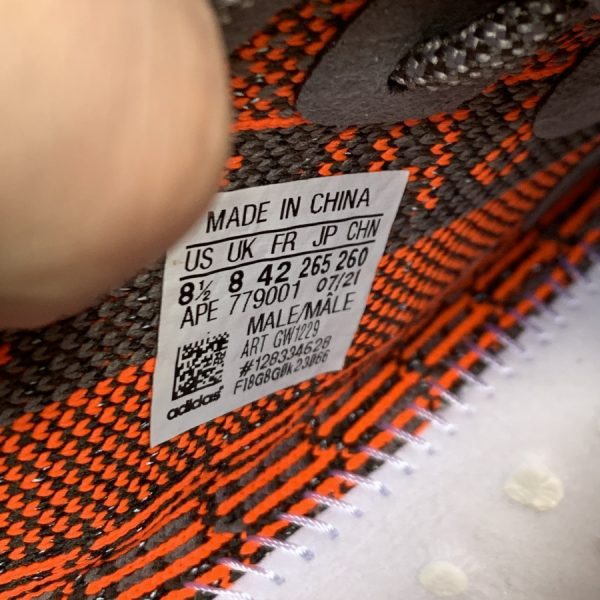 MADE IN CHINA
US UK FR JP CHN
8½ 8 42 265 260
APE 779001 07/21
MALE/MÂLE
ART GW1229
#128334628
F18G8G0k23066
adidas